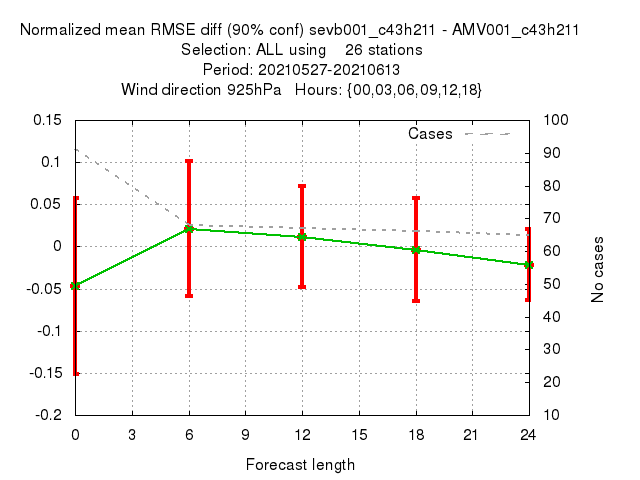 Normalized mean RMSE diff (90% conf) sevb001_c43h211 - AMV001_c43h211
Selection: ALL using    26 stations
Period: 20210527-20210613
Wind direction 925hPa   Hours: {00,03,06,09,12,18}
Cases
0.15
0.1
0.05
0
-0.05
-0.1
-0.15
-0.2
100
90
80
70
60
50
40
30
20
10
No cases
0 3 6 9 12 15 18 21 24
Forecast length